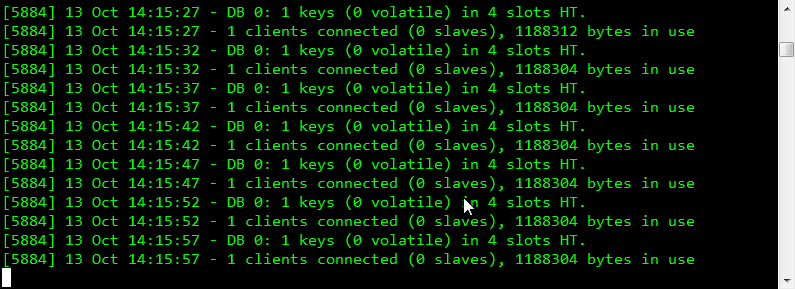 [5884] 13 Oct 14:15:27 - DB 0: 1 keys (0 volatile) in 4 slots HT.
[5884] 13 Oct 14:15:27 - 1 clients connected (0 slaves), 1188312 bytes in use
[5884] 13 Oct 14:15:32 - DB 0: 1 keys (0 volatile) in 4 slots HT.
[5884] 13 Oct 14:15:32 - 1 clients connected (0 slaves), 1188304 bytes in use
[5884] 13 Oct 14:15:37 - DB 0: 1 keys (0 volatile) in 4 slots HT.
[5884] 13 Oct 14:15:37 - 1 clients connected (0 slaves), 1188304 bytes in use
[5884] 13 Oct 14:15:42 - DB 0: 1 keys (0 volatile) in 4 slots HT.
[5884] 13 Oct 14:15:42 - 1 clients connected (0 slaves), 1188304 bytes in use
[5884] 13 Oct 14:15:47 - DB 0: 1 keys (0 volatile) in 4 slots HT.
[5884] 13 Oct 14:15:47 - 1 clients connected (0 slaves), 1188304 bytes in use
[5884] 13 Oct 14:15:52 - DB 0: 1 keys (0 volatile) in 4 slots HT.
[5884] 13 Oct 14:15:52 - 1 clients connected (0 slaves), 1188304 bytes in use
[5884] 13 Oct 14:15:57 - DB 0: 1 keys (0 volatile) in 4 slots HT.
[5884] 13 Oct 14:15:57 - 1 clients connected (0 slaves), 1188304 bytes in use